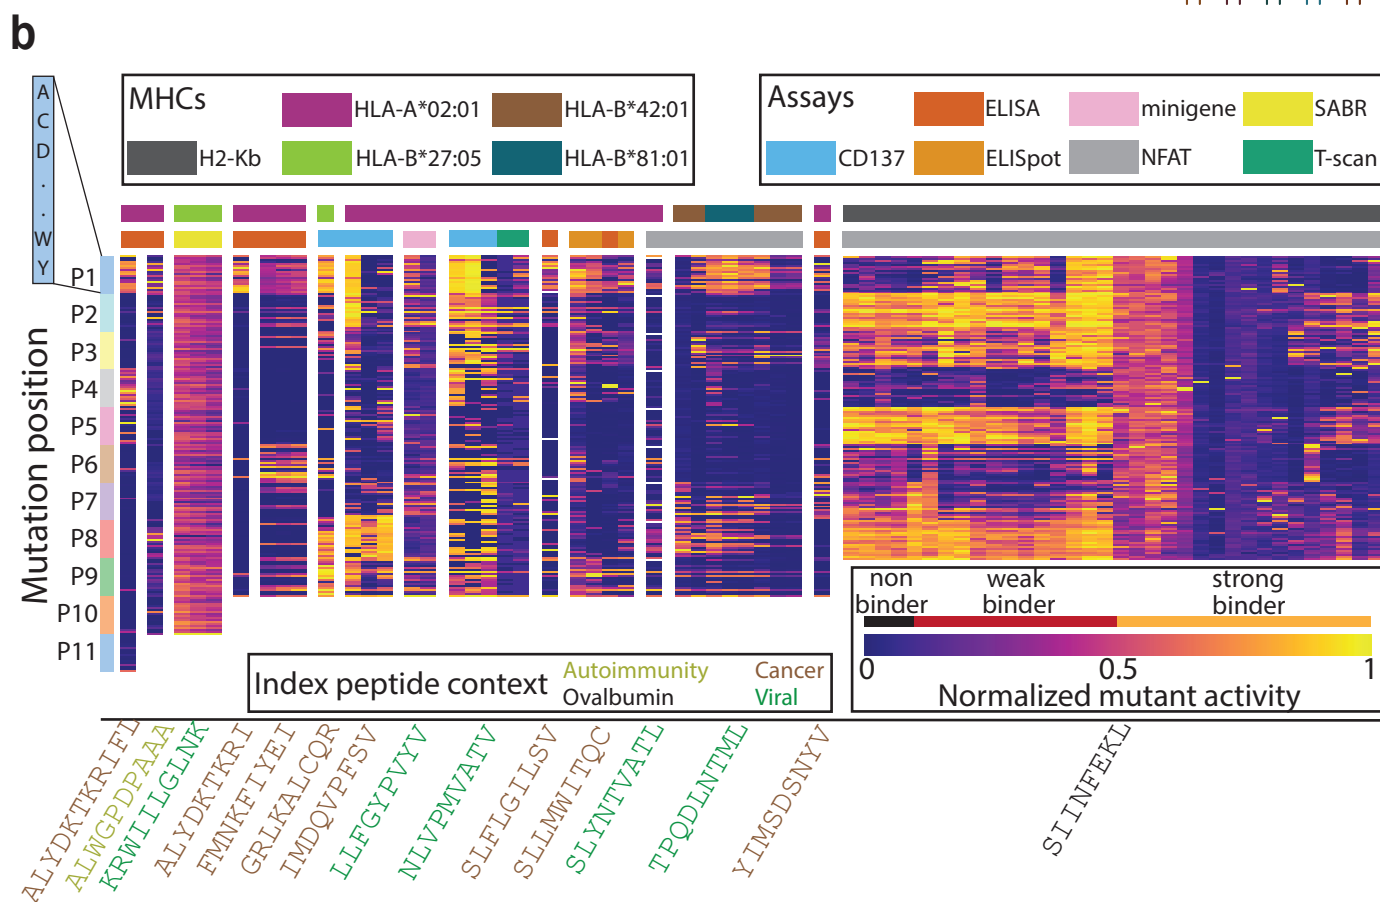 b
A
C
D
.
.
W
Y
MHCs
HLA-A*02:01
HLA-B*42:01
H2-Kb
HLA-B*27:05
HLA-B*81:01
Assays
ELISA
minigene
SABR
CD137
ELISpot
NFAT
T-scan
Mutation position
P1
P2
P3
P4
P5
P6
P7
P8
P9
P10
P11
non binder
weak binder
strong binder
0
0.5
1
Normalized mutant activity
Index peptide context
Autoimmunity
Cancer
Ovalbumin
Viral
ALYDKTKRIFL
ALWGPDPAAA
KRWIILGLNK
ALYDKTKRI
FMNKFIYEI
GRLKALCQR
IMDQVPFSV
LLFGYPVYV
NLVPMVATV
SLFLGILSV
SLLMWITQC
SLYNTVATL
TPQDLNTML
YIMSDSNYV
SIINFEKL